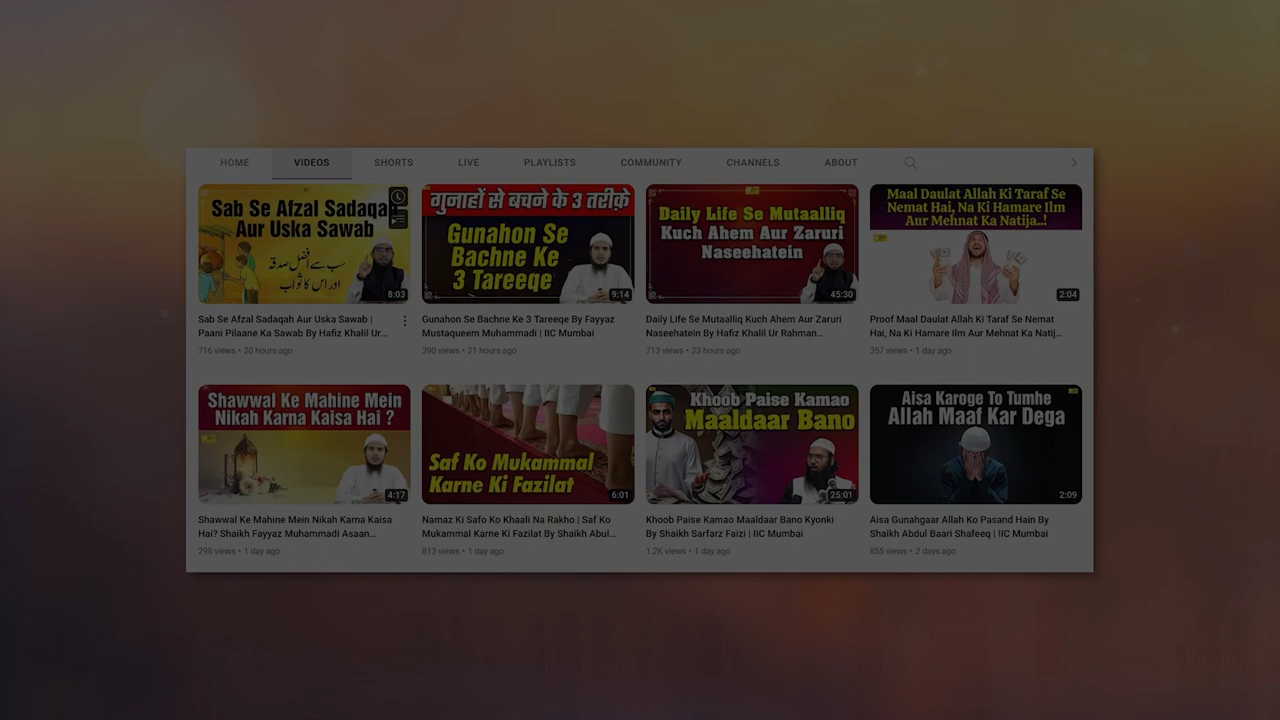 HOME
VIDEOS
SHORTS
LIVE
PLAYLISTS
COMMUNITY
CHANNELS
ABOUT
Sab Se Afzal Sadaqah
Aur Uska Sawab
سب سے افضل صدقہ
اور اس کا ثواب
8:03
गुनाहों से बचने के 3 तरीक़े
Gunahon Se
Bachne Ke
3 Tareeqe
9:14
Daily Life Se Mutaalliq
Kuch Ahem Aur Zaruri
Naseehatein
45:30
Maal Daulat Allah Ki Taraf Se
Nemat Hai, Na Ki Hamare Ilm
Aur Mehnat Ka Natija..!
2:04
Sab Se Afzal Sadaqah Aur Uska Sawab |
Paani Pilaane Ka Sawab By Hafiz Khalil Ur...
716 views • 20 hours ago
Gunahon Se Bachne Ke 3 Tareeqe By Fayyaz
Mustaqueem Muhammadi | IIC Mumbai
390 views • 21 hours ago
Daily Life Se Mutaalliq Kuch Ahem Aur Zaruri
Naseehatein By Hafiz Khalil Ur Rahman...
713 views • 23 hours ago
Proof Maal Daulat Allah Ki Taraf Se Nemat
Hai, Na Ki Hamare Ilm Aur Mehnat Ka Natij...
357 views • 1 day ago
Shawwal Ke Mahine Mein
Nikah Karna Kaisa Hai ?
4:17
Saf Ko Mukammal
Karne Ki Fazilat
6:01
Khoob Paise Kamao
Maaldaar Bano
25:01
Aisa Karoge To Tumhe
Allah Maaf Kar Dega
2:09
Shawwal Ke Mahine Mein Nikah Karna Kaisa
Hai? Shaikh Fayyaz Muhammadi Asaan...
298 views • 1 day ago
Namaz Ki Safo Ko Khaali Na Rakho | Saf Ko
Mukammal Karne Ki Fazilat By Shaikh Abul...
813 views • 1 day ago
Khoob Paise Kamao Maaldaar Bano Kyonki
By Shaikh Sarfarz Faizi | IIC Mumbai
1.2K views • 1 day ago
Aisa Gunahgaar Allah Ko Pasand Hain By
Shaikh Abdul Baari Shafeeq | IIC Mumbai
855 views • 2 days ago